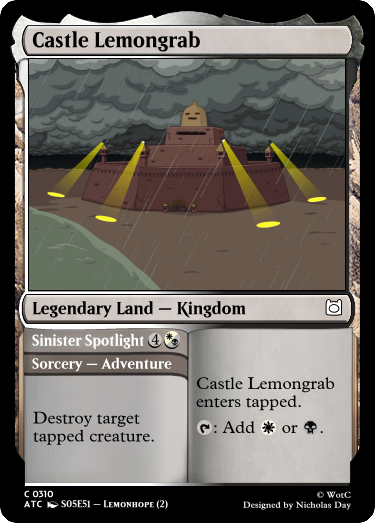 Castle Lemongrab
Legendary Land — Kingdom
Sinister Spotlight 4
Sorcery — Adventure
Destroy target
tapped creature.
Castle Lemongrab
enters tapped.
: Add or .
C 0310
ATC S05E51 – Lemonhope (2)
© WotC
Designed by Nicholas Day